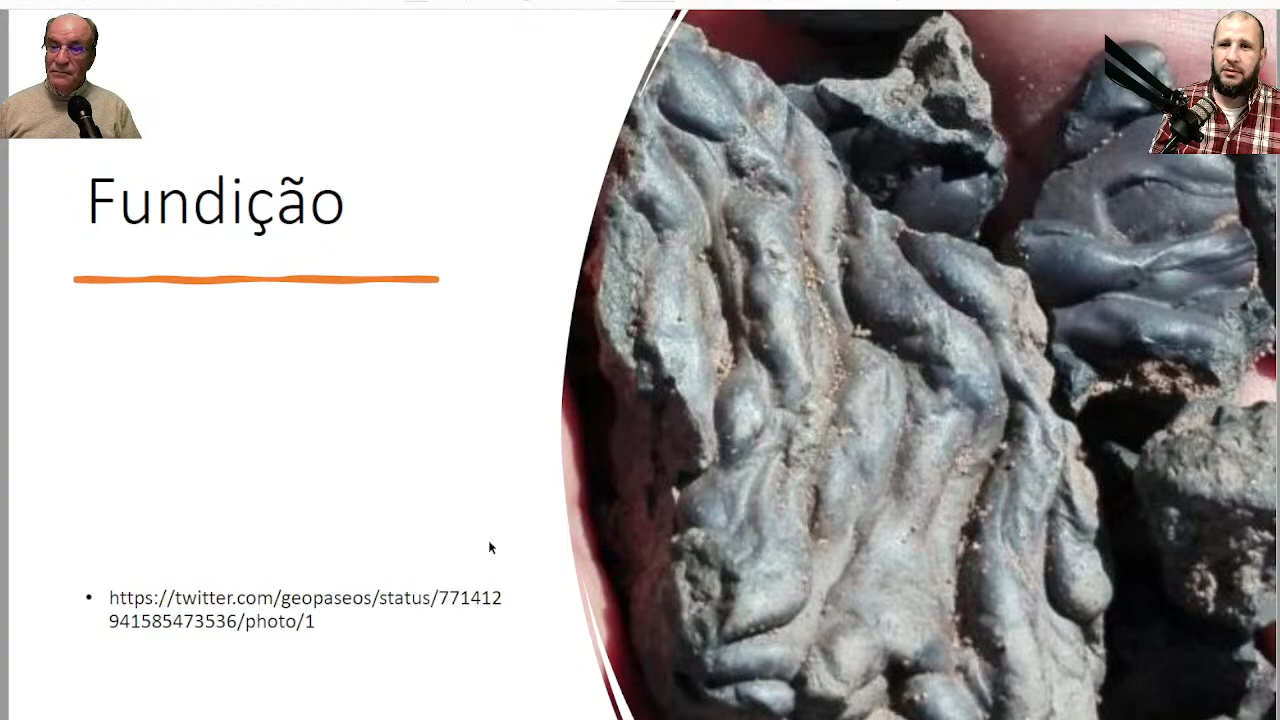 Fundição
• https://twitter.com/geopaseos/status/771412
941585473536/photo/1